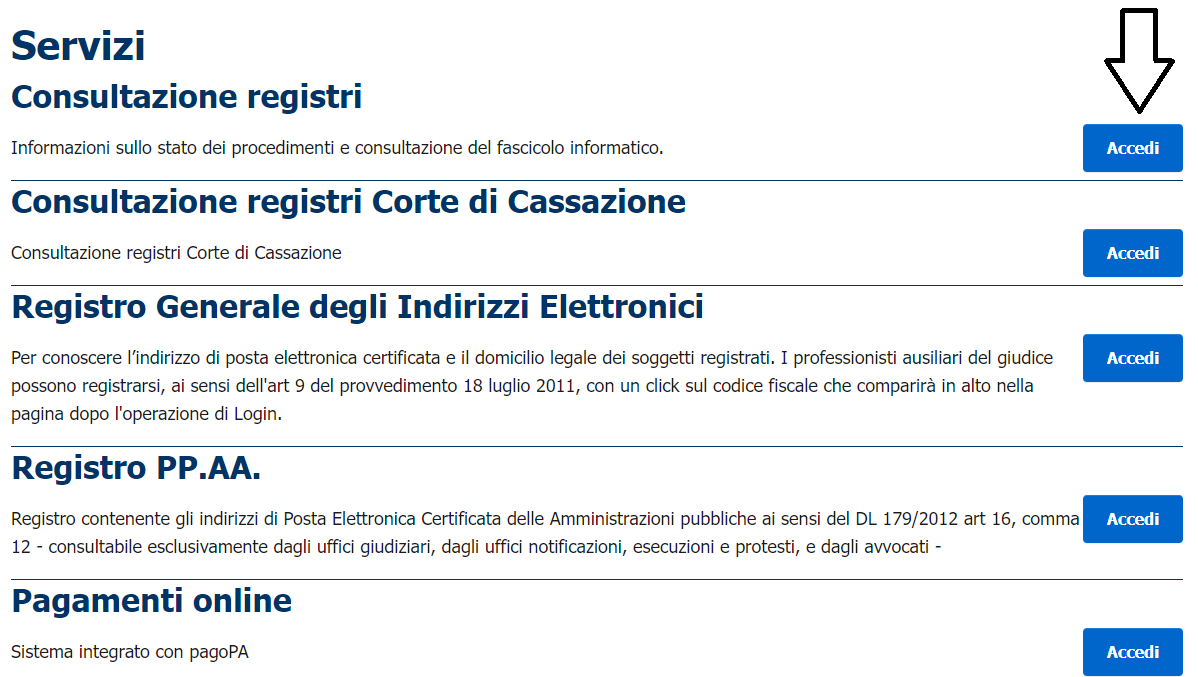 Servizi
Consultazione registri
Informazioni sullo stato dei procedimenti e consultazione del fascicolo informatico.
Accedi
Consultazione registri Corte di Cassazione
Consultazione registri Corte di Cassazione
Accedi
Registro Generale degli Indirizzi Elettronici
Per conoscere l’indirizzo di posta elettronica certificata e il domicilio legale dei soggetti registrati. I professionisti ausiliari del giudice
possono registrarsi, ai sensi dell'art 9 del provvedimento 18 luglio 2011, con un click sul codice fiscale che comparirà in alto nella
pagina dopo l'operazione di Login.
Accedi
Registro PP.AA.
Registro contenente gli indirizzi di Posta Elettronica Certificata delle Amministrazioni pubbliche ai sensi del DL 179/2012 art 16, comma
12 - consultabile esclusivamente dagli uffici giudiziari, dagli uffici notificazioni, esecuzioni e protesti, e dagli avvocati -
Accedi
Pagamenti online
Sistema integrato con pagoPA
Accedi